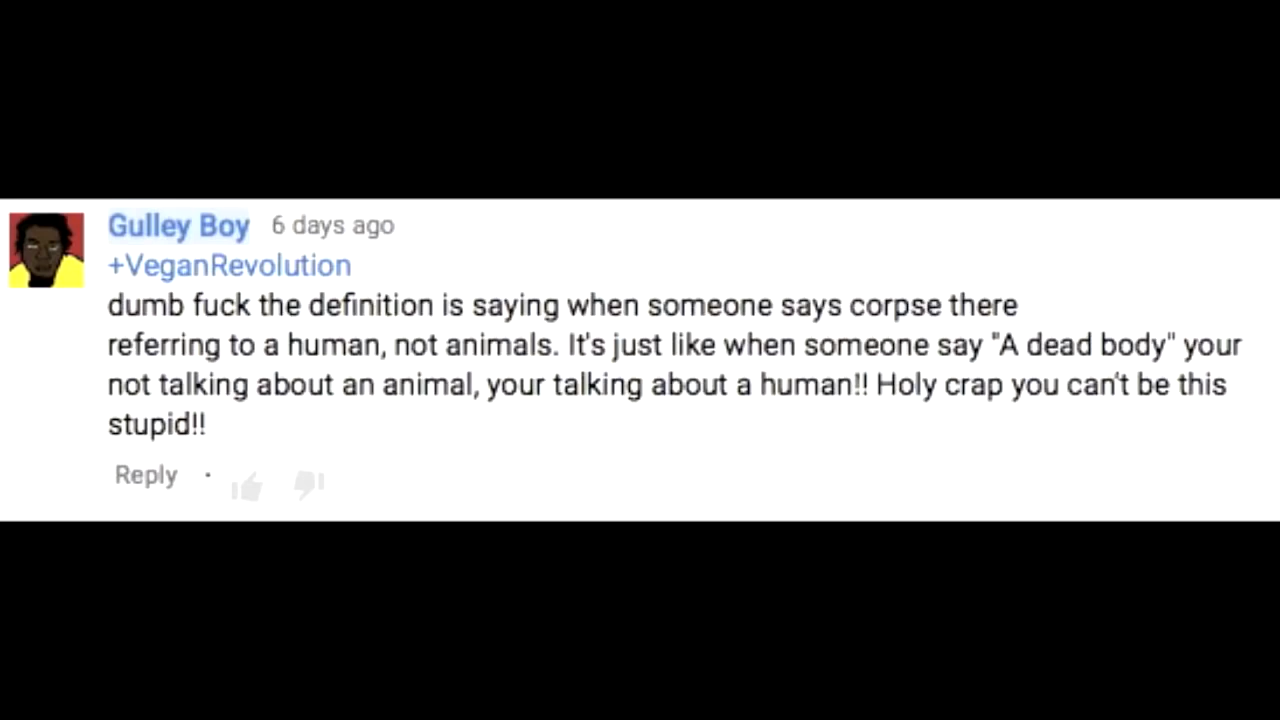 Gulley Boy 6 days ago
+VeganRevolution
dumb fuck the definition is saying when someone says corpse there
referring to a human, not animals. It's just like when someone say "A dead body" your
not talking about an animal, your talking about a human!! Holy crap you can't be this
stupid!!
Reply ·